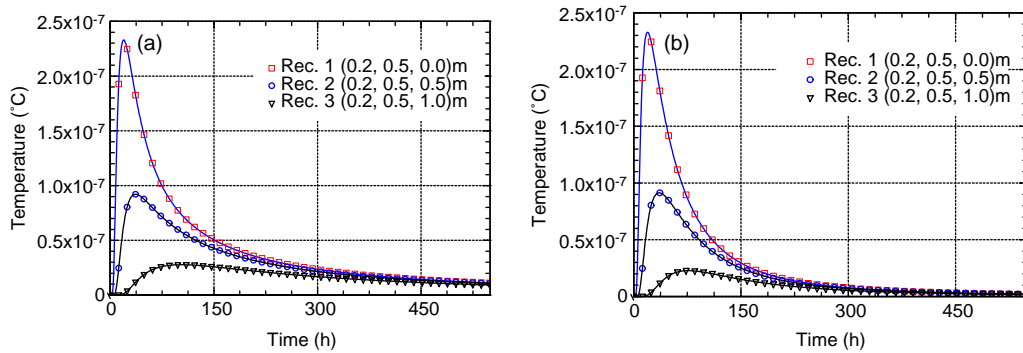 (a)
Rec. 1 (0.2, 0.5, 0.0)m
Rec. 2 (0.2, 0.5, 0.5)m
Rec. 3 (0.2, 0.5, 1.0)m
Temperature (˚C)
2.5x10-7
2.0x10-7
1.5x10-7
1.0x10-7
0.5x10-7
0
0 150 300 450
Time (h)
(b)
Rec. 1 (0.2, 0.5, 0.0)m
Rec. 2 (0.2, 0.5, 0.5)m
Rec. 3 (0.2, 0.5, 1.0)m
Temperature (˚C)
2.5x10-7
2.0x10-7
1.5x10-7
1.0x10-7
0.5x10-7
0
0 150 300 450
Time (h)